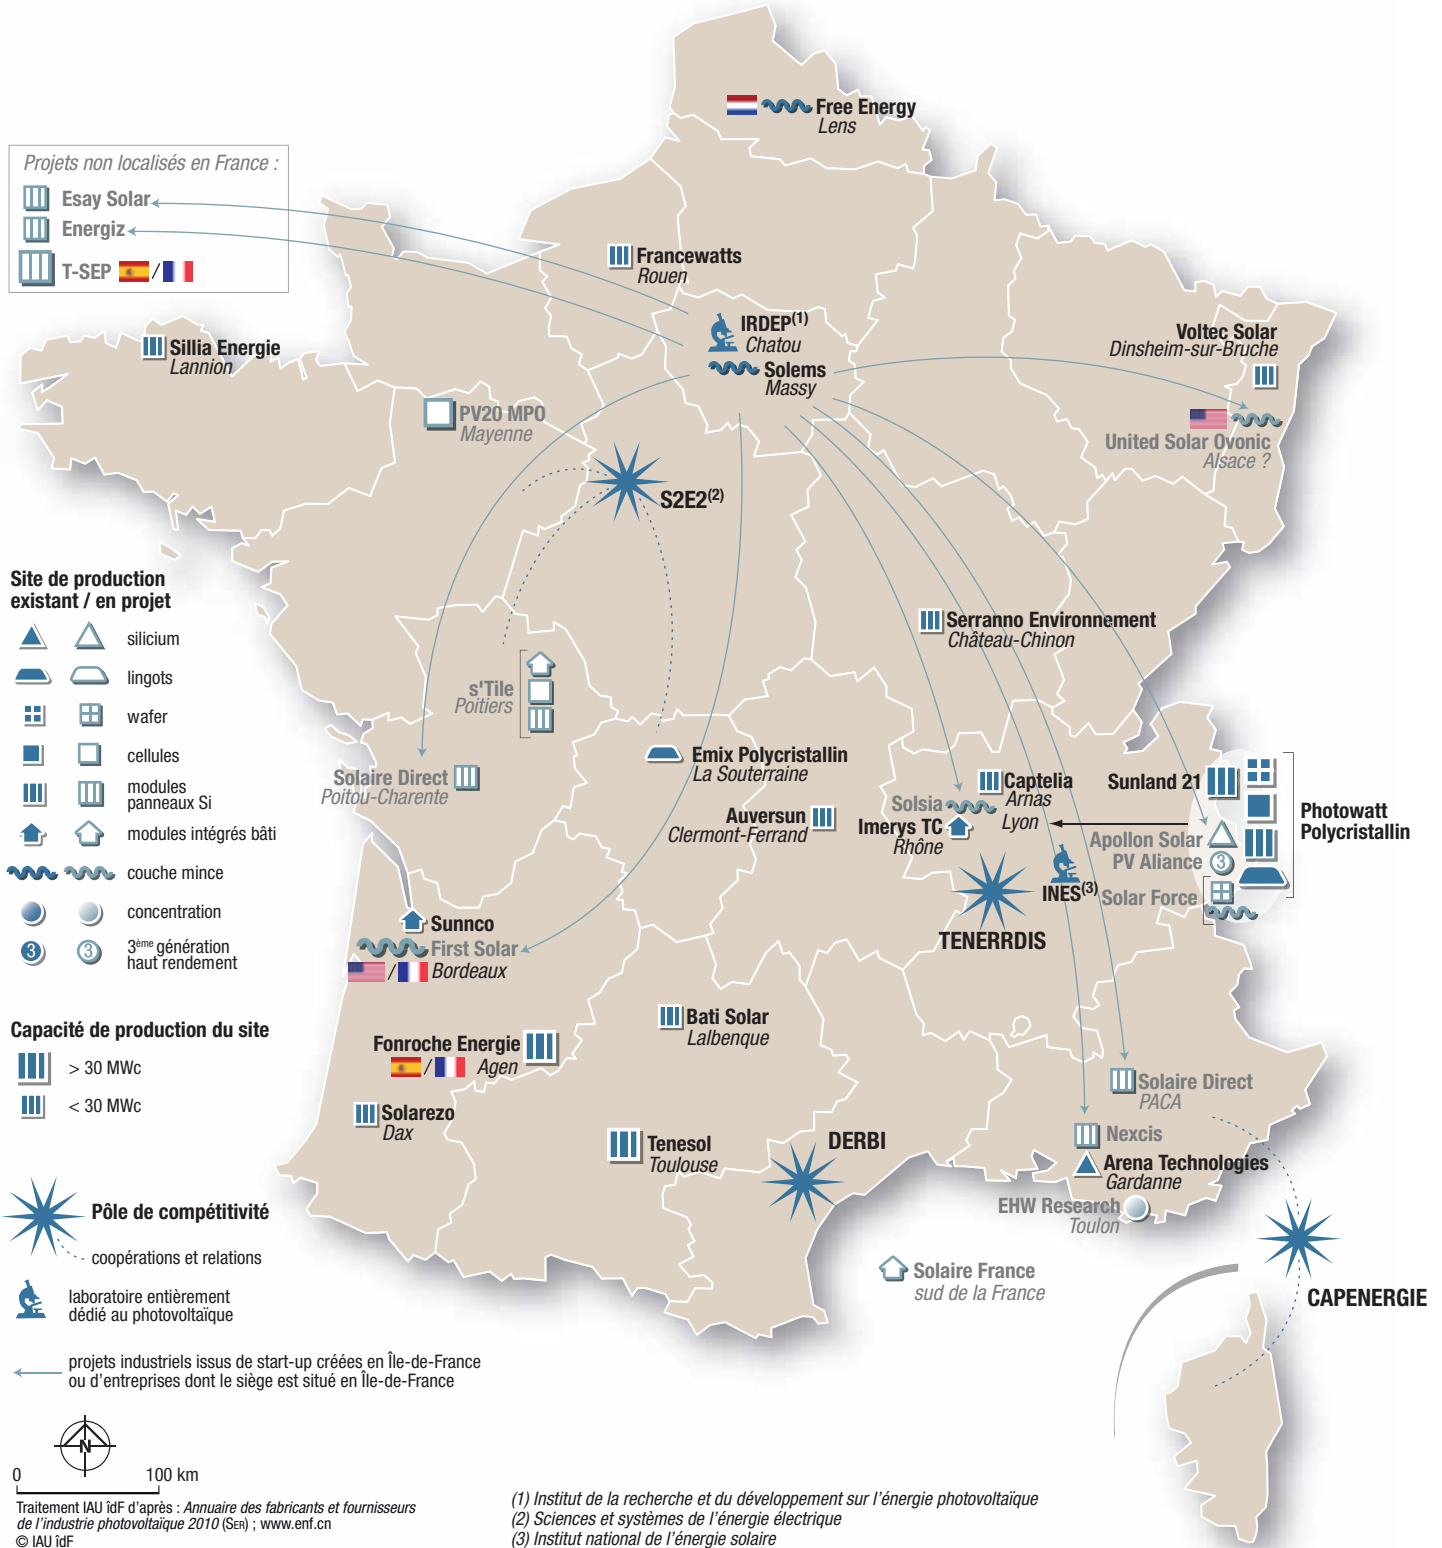 Free Energy
Lens
Projets non localisés en France :
Esay Solar
Energiz
T-SEP /
Francewatts
Rouen
IRDEP(1)
Chatou
Solems
Massy
Voltec Solar
Dinsheim-sur-Bruche
Sillia Energie
Lannion
PV20 MPO
Mayenne
United Solar Ovonic
Alsace ?
S2E2(2)
Site de production
existant / en projet
silicium
lingots
wafer
cellules
modules
panneaux Si
modules intégrés bâti
couche mince
concentration
3
3
3ème génération
haut rendement
Serranno Environnement
Château-Chinon
s'Tile
Poitiers
Solaire Direct
Poitou-Charente
Emix Polycristallin
La Souterraine
Auversun
Clermont-Ferrand
Captelia
Arnas
Solsia
Lyon
Imerys TC
Rhône
Sunland 21
Photowatt
Polycristallin
Apollon Solar
PV Aliance
3
Solar Force
INES(3)
TENERRDIS
Sunnco
First Solar
/ Bordeaux
Capacité de production du site
> 30 MWc
< 30 MWc
Bati Solar
Lalbenque
Fonroche Energie
/ Agen
Solarezo
Dax
Tenesol
Toulouse
DERBI
Solaire Direct
PACA
Nexcis
Arena Technologies
Gardanne
EHW Research
Toulon
Solaire France
sud de la France
CAPENERGIE
Pôle de compétitivité
coopérations et relations
laboratoire entièrement
dédié au photovoltaïque
projets industriels issus de start-up créées en Île-de-France
ou d'entreprises dont le siège est situé en Île-de-France
N
0 100 km
Traitement IAU îdF d'après : Annuaire des fabricants et fournisseurs
de l'industrie photovoltaïque 2010 (SER) ; www.enf.cn
© IAU îdF
(1) Institut de la recherche et du développement sur l'énergie photovoltaïque
(2) Sciences et systèmes de l'énergie électrique
(3) Institut national de l'énergie solaire